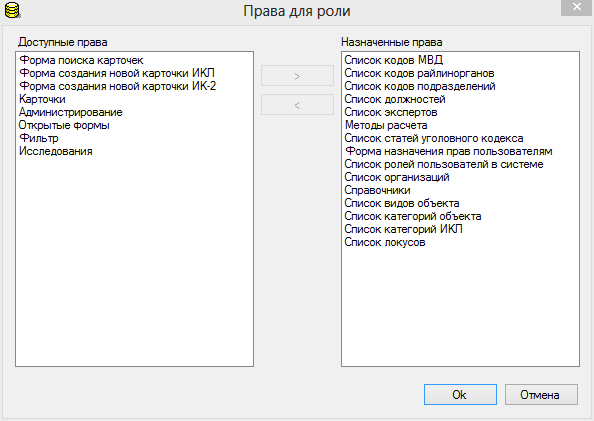 Права для роли
Доступные права
Форма поиска карточек
Форма создания новой карточки ИКЛ
Форма создания новой карточки ИК-2
Карточки
Администрирование
Открытые формы
Фильтр
Исследования
>
<
Назначенные права
Список кодов МВД
Список кодов райлинорганов
Список кодов подразделений
Список должностей
Список экспертов
Методы расчета
Список статей уголовного кодекса
Форма назначения прав пользователям
Список ролей пользователй в системе
Список организаций
Справочники
Список видов объекта
Список категорий объекта
Список категорий ИКЛ
Список локусов
Ok
Отмена